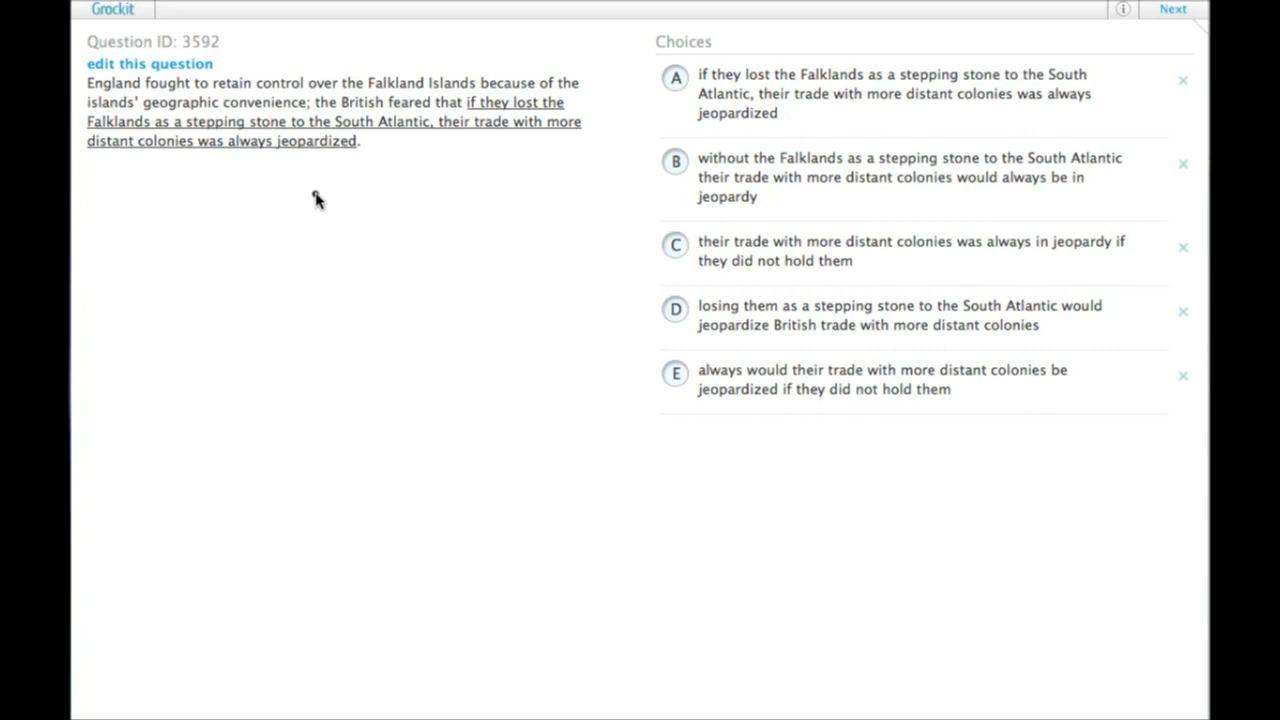 Grockit
Next
Question ID: 3592
edit this question
England fought to retain control over the Falkland Islands because of the
islands' geographic convenience; the British feared that if they lost the
Falklands as a stepping stone to the South Atlantic, their trade with more
distant colonies was always jeopardized.
Choices
A
if they lost the Falklands as a stepping stone to the South
Atlantic, their trade with more distant colonies was always
jeopardized
B
without the Falklands as a stepping stone to the South Atlantic
their trade with more distant colonies would always be in
jeopardy
C
their trade with more distant colonies was always in jeopardy if
they did not hold them
D
losing them as a stepping stone to the South Atlantic would
jeopardize British trade with more distant colonies
E
always would their trade with more distant colonies be
jeopardized if they did not hold them